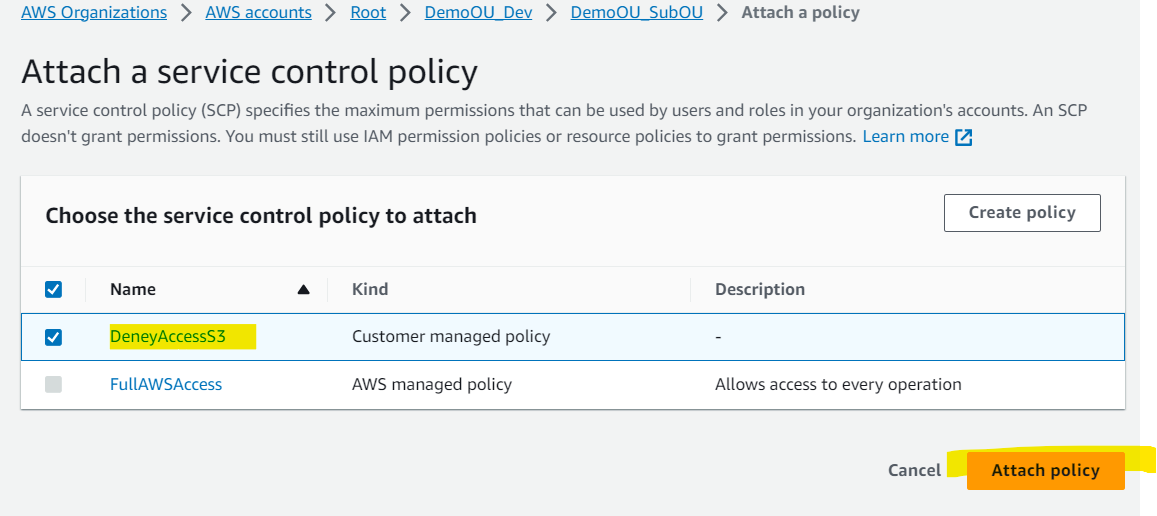 AWS Organizations > AWS accounts > Root > DemoOU_Dev > DemoOU_SubOU > Attach a policy
Attach a service control policy
A service control policy (SCP) specifies the maximum permissions that can be used by users and roles in your organization's accounts. An SCP
doesn't grant permissions. You must still use IAM permission policies or resource policies to grant permissions. Learn more
Choose the service control policy to attach
Create policy
Name Kind Description
DeneyAccessS3 Customer managed policy -
FullAWSAccess AWS managed policy Allows access to every operation
Cancel Attach policy